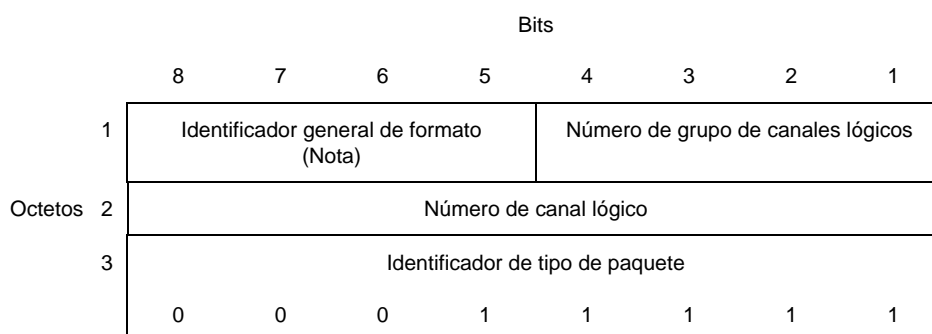 Bits
8 7 6 5 4 3 2 1
1 Identificador general de formato Número de grupo de canales lógicos
(Nota)
Octetos 2 Número de canal lógico
3 Identificador de tipo de paquete
0 0 0 1 1 1 1 1